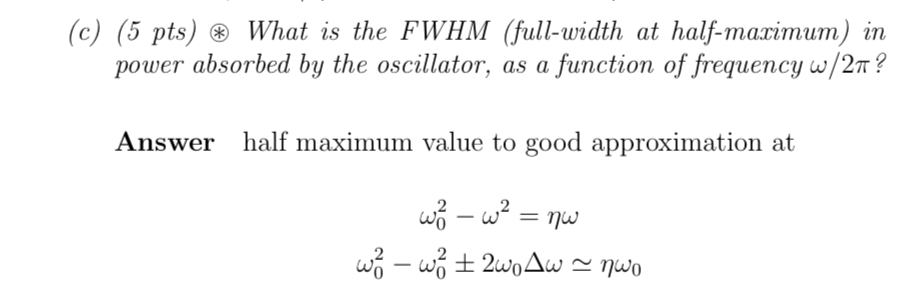 (c) (5 pts) ⊛ What is the FWHM (full-width at half-maximum) in
power absorbed by the oscillator, as a function of frequency ω/2π?
Answer half maximum value to good approximation at
ω₀² − ω² = ηω
ω₀² − ω₀² ± 2ω₀Δω ≃ ηω₀